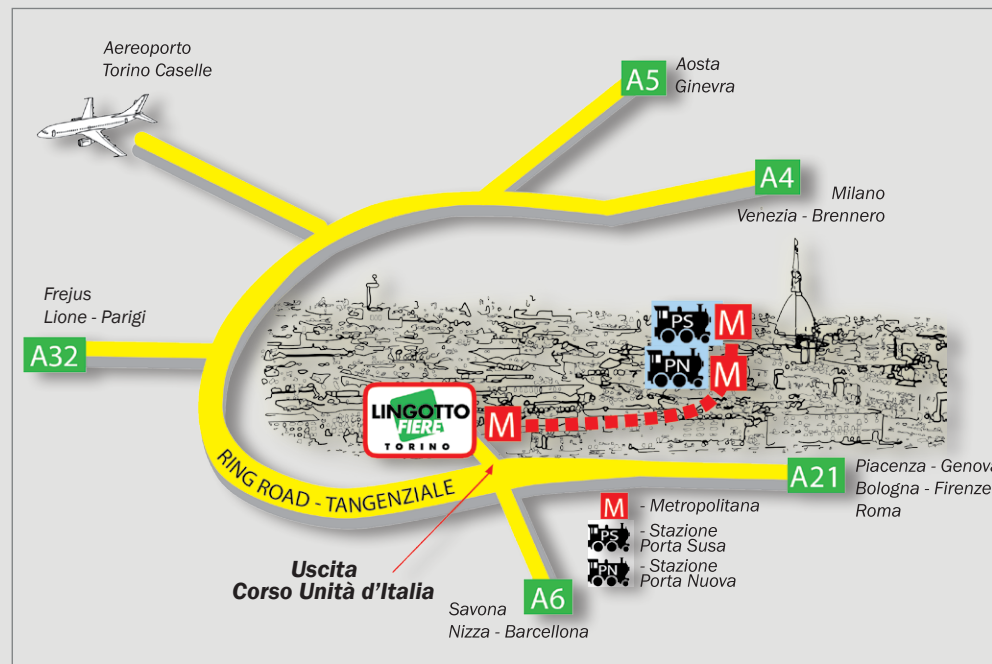 Aereoporto
Torino Caselle
A5
Aosta
Ginevra
A4
Milano
Venezia - Brennero
Frejus
Lione - Parigi
A32
PS
M
PN
M
LINGOTTO
FIERE
TORINO
M
RING ROAD - TANGENZIALE
A21
Piacenza - Genova
Bologna - Firenze
Roma
M
- Metropolitana
PS
- Stazione
Porta Susa
PN
- Stazione
Porta Nuova
Uscita
Corso Unità d'Italia
A6
Savona
Nizza - Barcellona